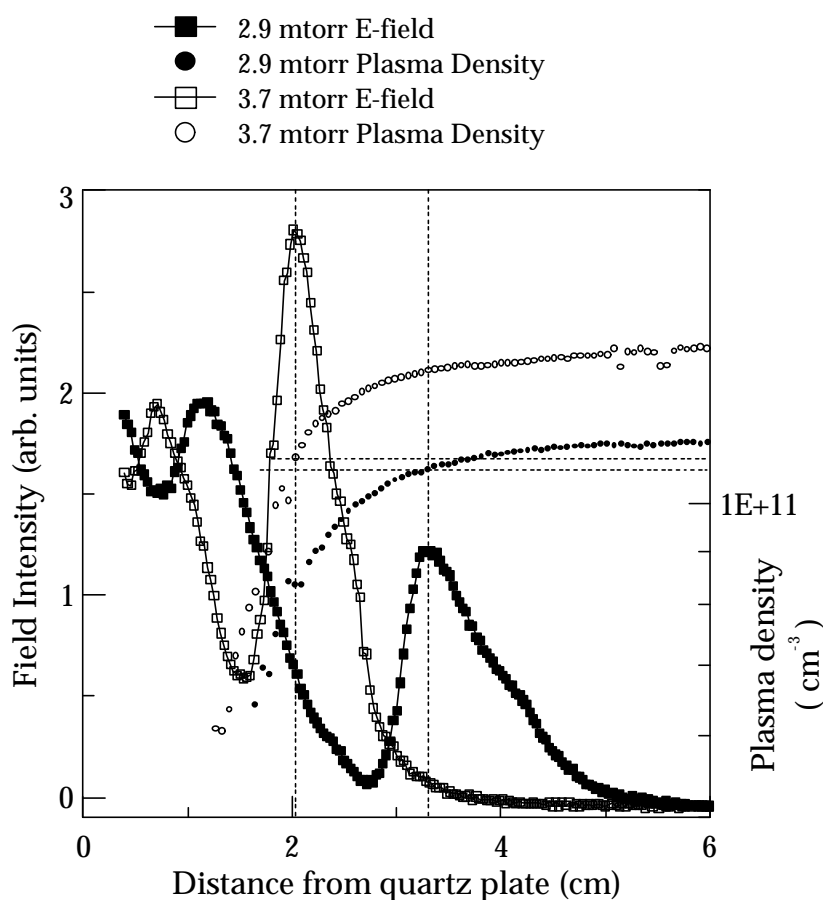 2.9 mtorr E-field
2.9 mtorr Plasma Density
3.7 mtorr E-field
3.7 mtorr Plasma Density
3
2
1
0
Field Intensity (arb. units)
1E+11
Plasma density
( cm-3 )
0
2
4
6
Distance from quartz plate (cm)